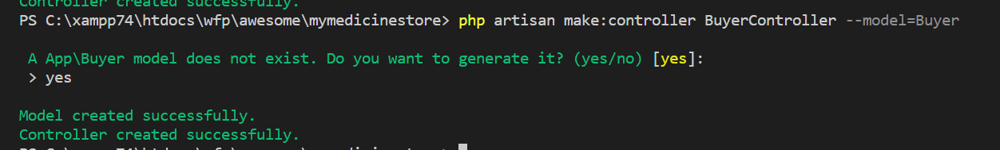 Controller created successfully.
PS C:\xampp74\htdocs\wfp\awesome\mymedicinestore> php artisan make:controller BuyerController --model=Buyer
A App\Buyer model does not exist. Do you want to generate it? (yes/no) [yes]:
> yes
Model created successfully.
Controller created successfully.
PS C:\xampp74\htdocs\wfp\awesome\mymedicinestore>